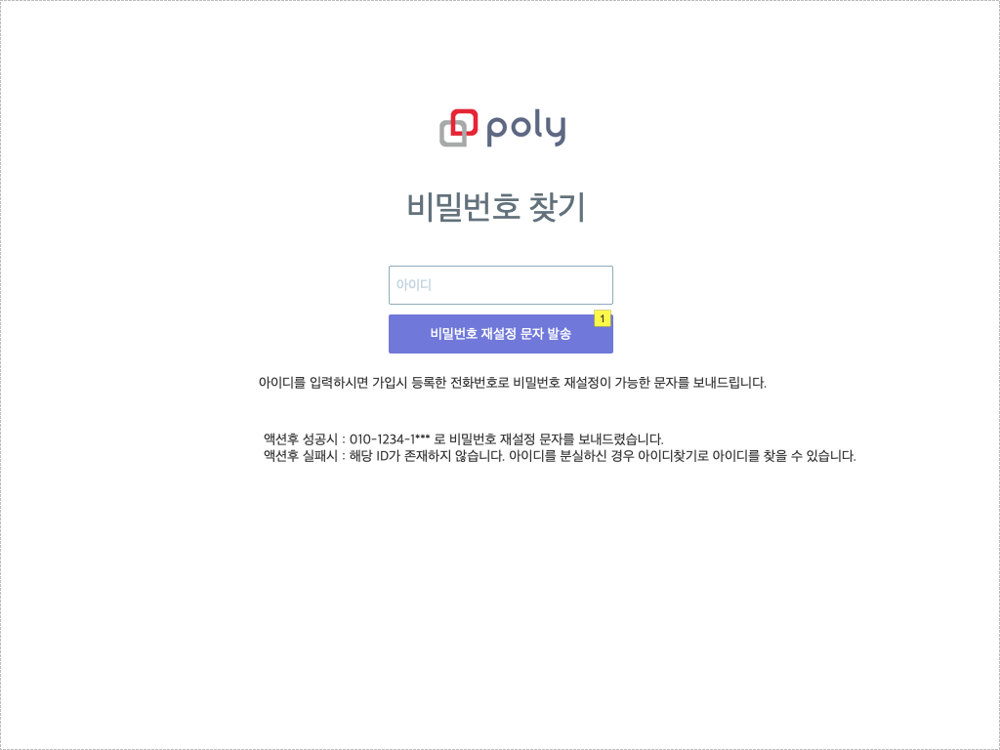 poly
비밀번호 찾기
아이디
1
비밀번호 재설정 문자 발송
아이디를 입력하시면 가입시 등록한 전화번호로 비밀번호 재설정이 가능한 문자를 보내드립니다.
액션후 성공시 : 010-1234-1*** 로 비밀번호 재설정 문자를 보내드렸습니다.
액션후 실패시 : 해당 ID가 존재하지 않습니다. 아이디를 분실하신 경우 아이디찾기로 아이디를 찾을 수 있습니다.